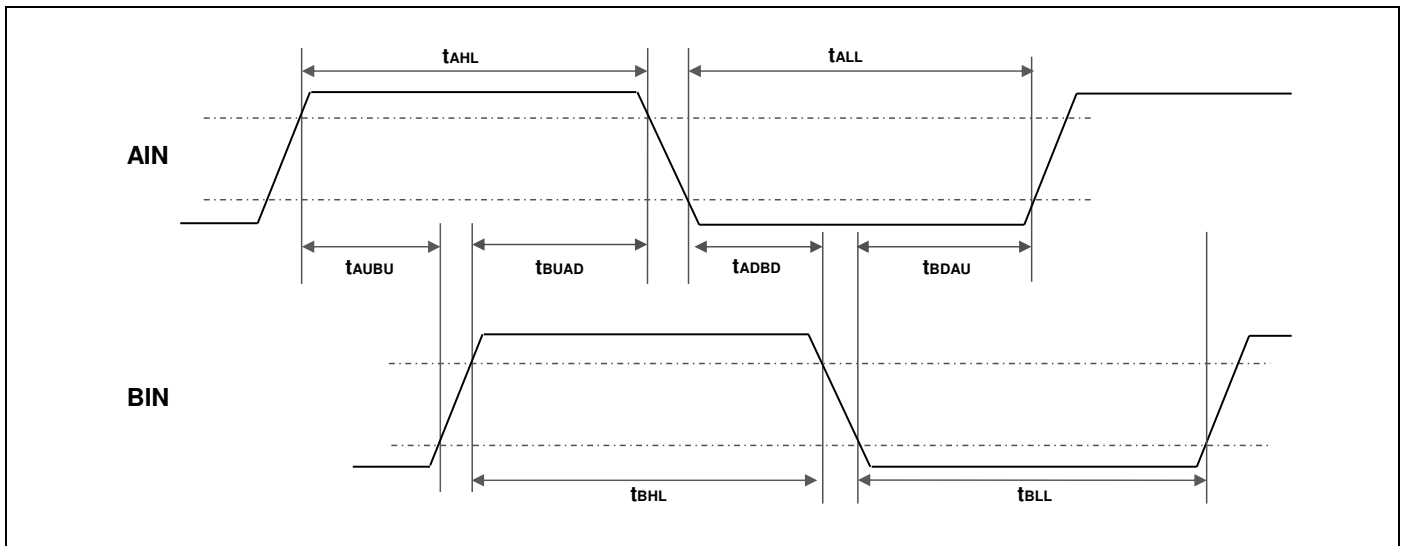 tAHL tALL
AIN
tAUBU tBUAD tADBD tBDAU
BIN
tBHL tBLL